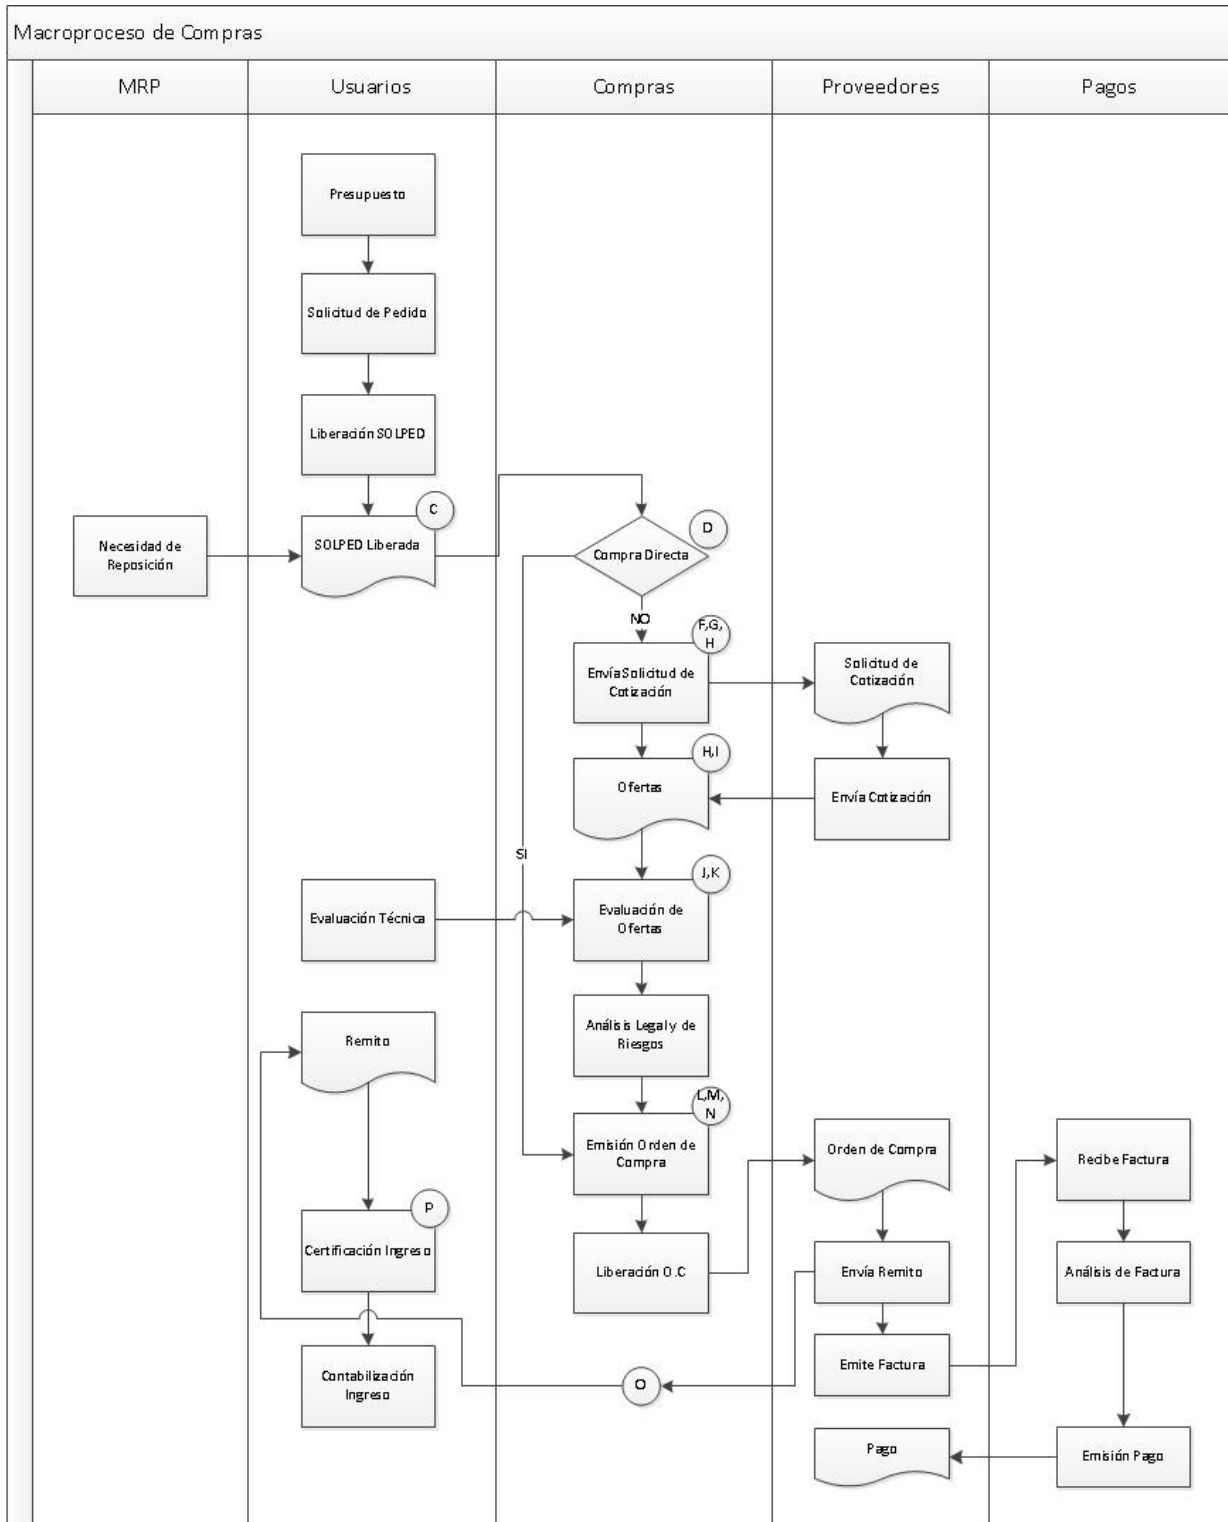 Macroproceso de Compras
MRP
Usuarios
Compras
Proveedores
Pagos
Presupuesto
Solicitud de Pedido
Liberación SOLPED
C
D
Necesidad de
Reposición
SOLPED Liberada
Compra Directa
NO
F,G,
H
Envía Solicitud de
Cotización
Solicitud de
Cotización
H,I
Ofertas
Envía Cotización
SI
J,K
Evaluación Técnica
Evaluación de
Ofertas
Análisis Legal y de
Riesgos
Remito
L,M,
N
Emisión Orden de
Compra
Orden de Compra
Recibe Factura
P
Certificación Ingreso
Liberación O.C
Envía Remito
Análisis de Factura
Emite Factura
Contabilización
Ingreso
O
Pago
Emisión Pago